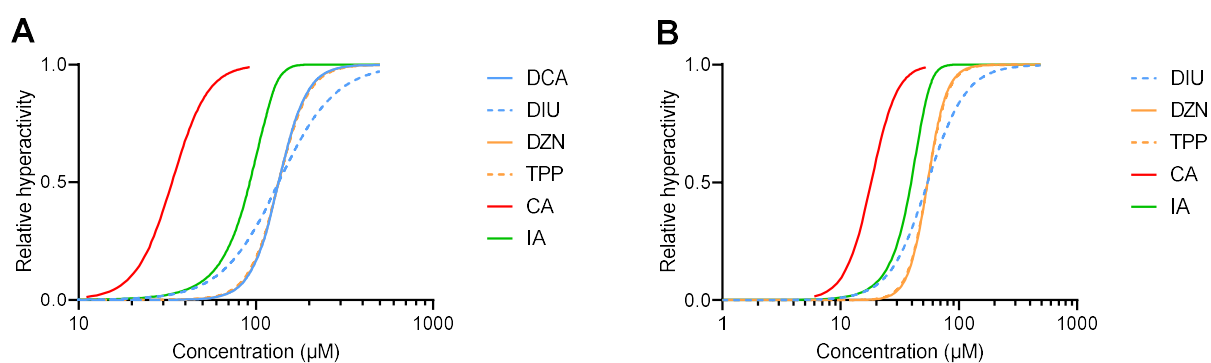 A
Relative hyperactivity
1.0
0.5
0.0
10
100
1000
Concentration (µM)
DCA
DIU
DZN
TPP
CA
IA
B
Relative hyperactivity
1.0
0.5
0.0
1
10
100
1000
Concentration (µM)
DIU
DZN
TPP
CA
IA